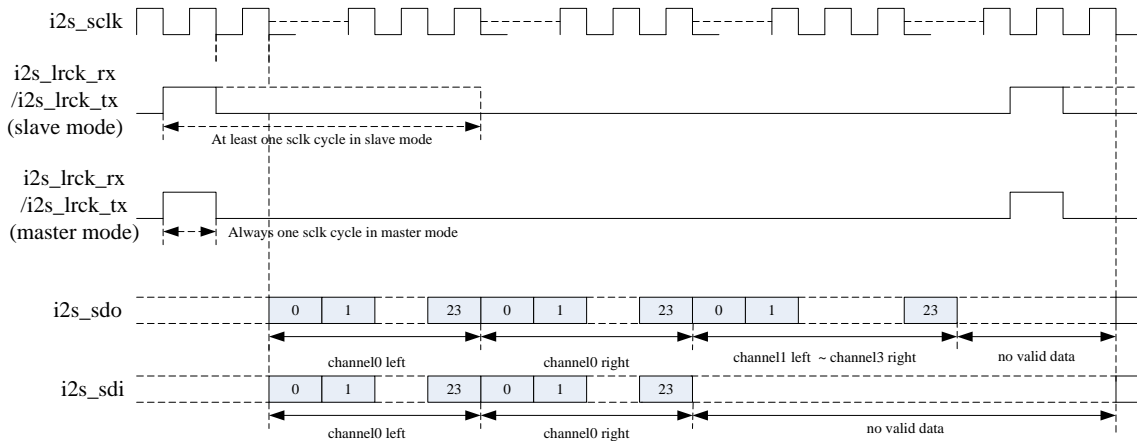 i2s_sclk
i2s_lrck_rx
/i2s_lrck_tx
(slave mode)
At least one sclk cycle in slave mode
i2s_lrck_rx
/i2s_lrck_tx
(master mode)
Always one sclk cycle in master mode
i2s_sdo
0 1 23 0 1 23 0 1 23
channel0 left channel0 right channel1 left ~ channel3 right no valid data
i2s_sdi
0 1 23 0 1 23
channel0 left channel0 right no valid data